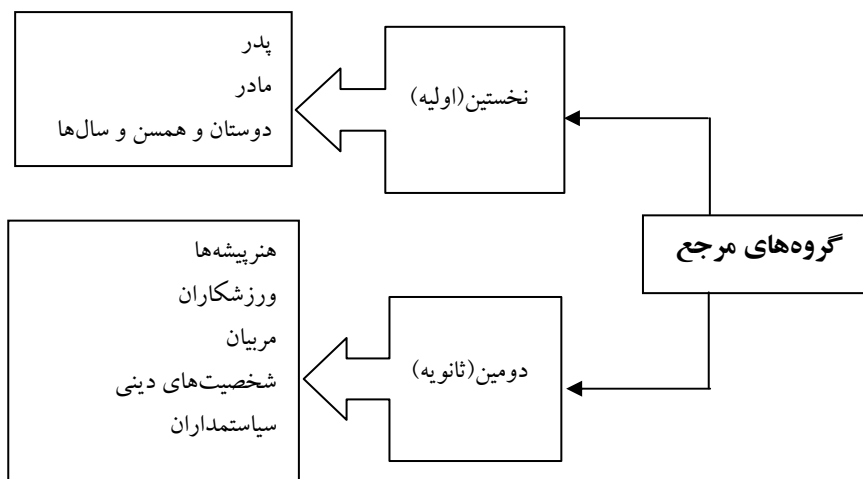 گروه‌های مرجع
نخستین(اولیه)
پدر
مادر
دوستان و همسن و سال‌ها
دومین(ثانویه)
هنرپیشه‌ها
ورزشکاران
مربیان
شخصیت‌های دینی
سیاستمداران